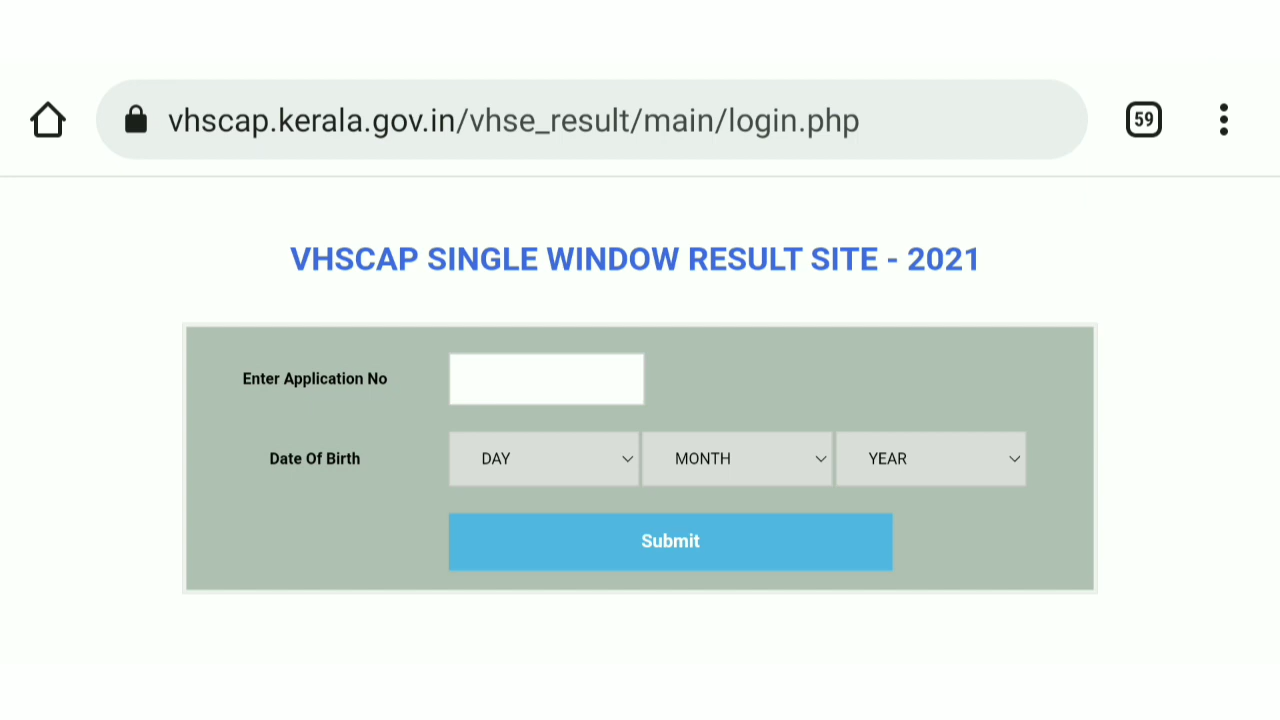 vhscap.kerala.gov.in/vhse_result/main/login.php
59
VHSCAP SINGLE WINDOW RESULT SITE - 2021
Enter Application No
Date Of Birth
DAY
MONTH
YEAR
Submit